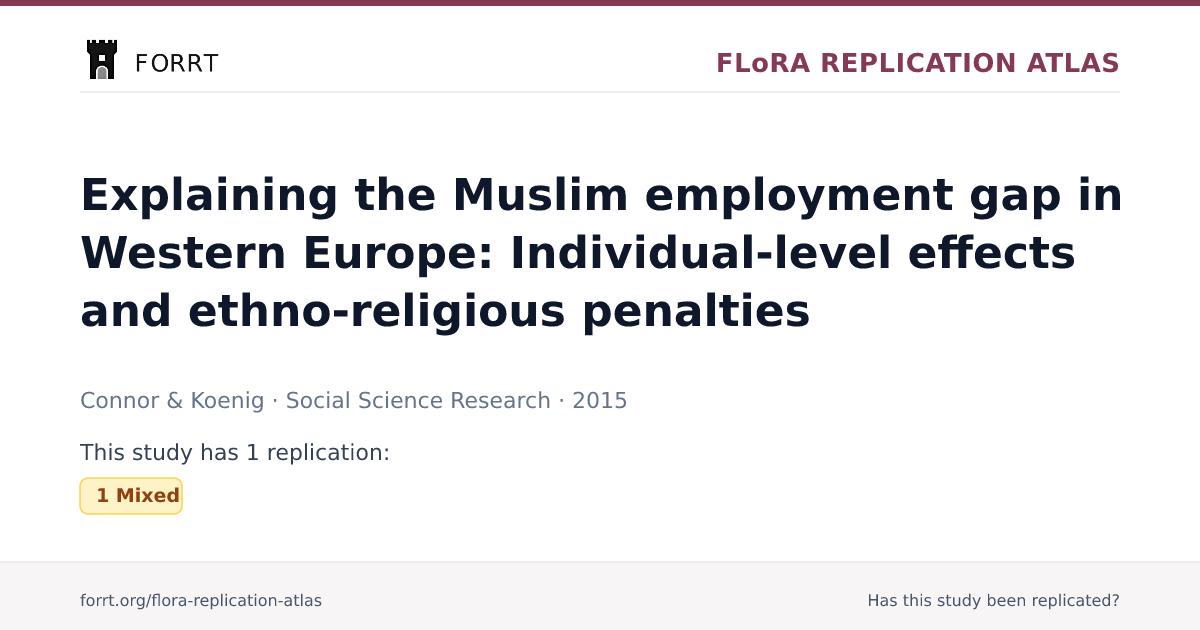 FORRT
FLoRA REPLICATION ATLAS
Explaining the Muslim employment gap in
Western Europe: Individual-level effects
and ethno-religious penalties
Connor & Koenig · Social Science Research · 2015
This study has 1 replication:
1 Mixed
forrt.org/flora-replication-atlas
Has this study been replicated?